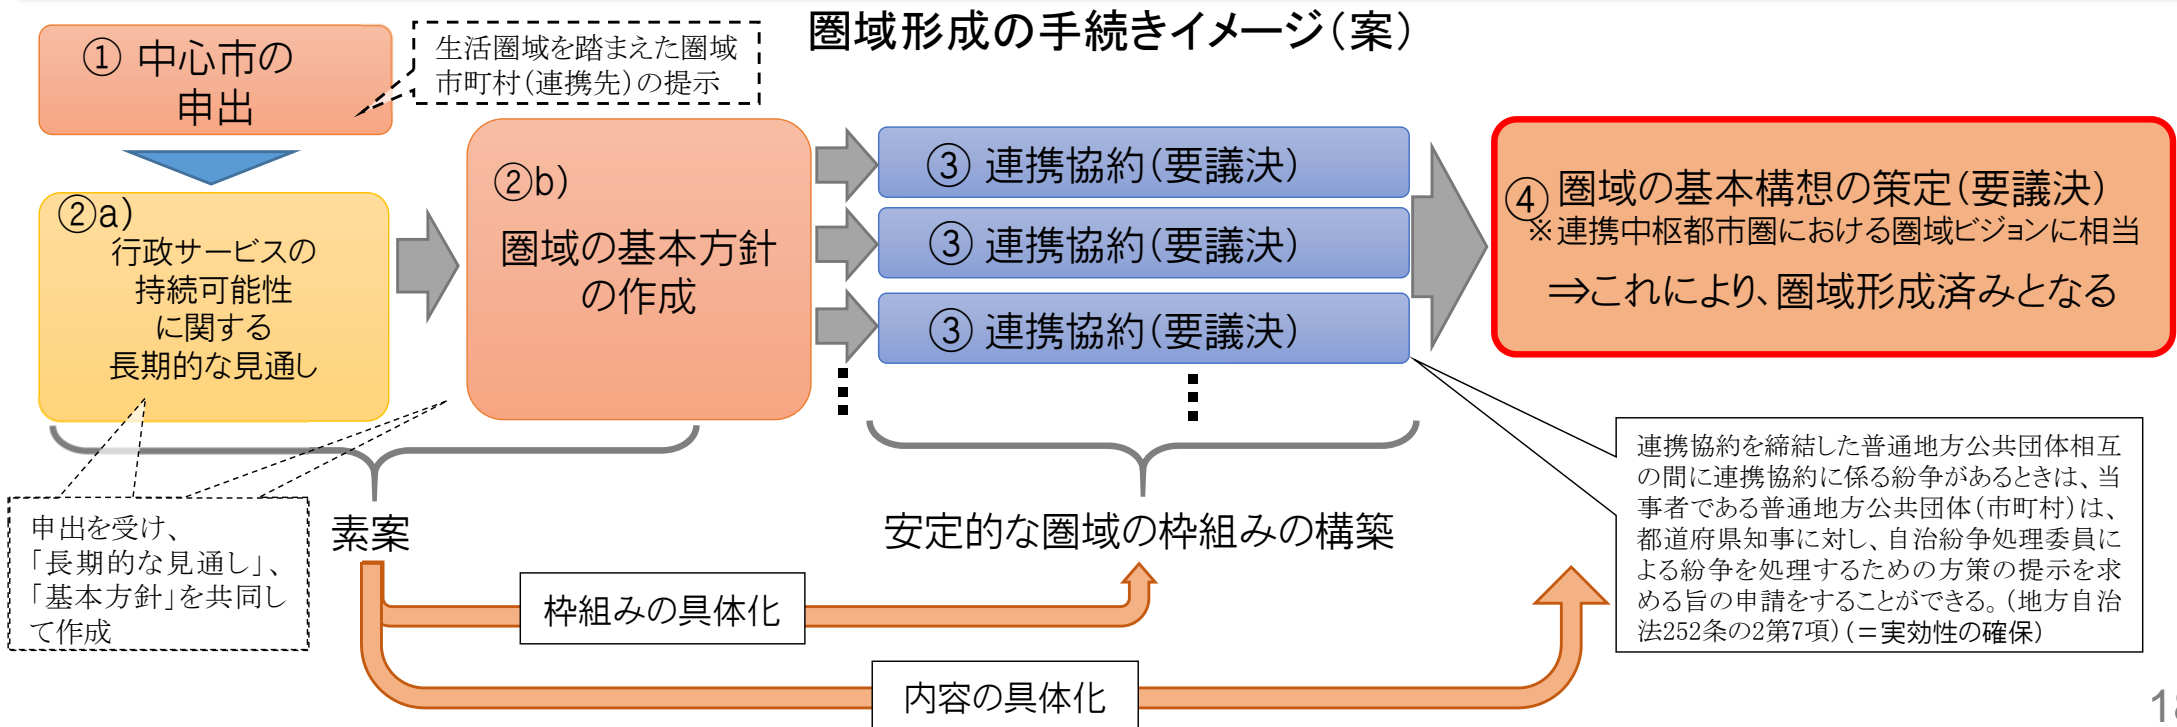 圏域形成の手続きイメージ（案）
① 中心市の
申出
生活圏域を踏まえた圏域
市町村（連携先）の提示
②a）
行政サービスの
持続可能性
に関する
長期的な見通し
②b）
圏域の基本方針
の作成
③ 連携協約（要議決）
③ 連携協約（要議決）
③ 連携協約（要議決）
④ 圏域の基本構想の策定（要議決）
※連携中枢都市圏における圏域ビジョンに相当
⇒これにより、圏域形成済みとなる
申出を受け、
「長期的な見通し」、
「基本方針」を共同し
て作成
素案
安定的な圏域の枠組みの構築
枠組みの具体化
内容の具体化
連携協約を締結した普通地方公共団体相互
の間に連携協約に係る紛争があるときは、当
事者である普通地方公共団体（市町村）は、
都道府県知事に対し、自治紛争処理委員に
よる紛争を処理するための方策の提示を求
める旨の申請をすることができる。（地方自治
法252条の2第7項）（＝実効性の確保）